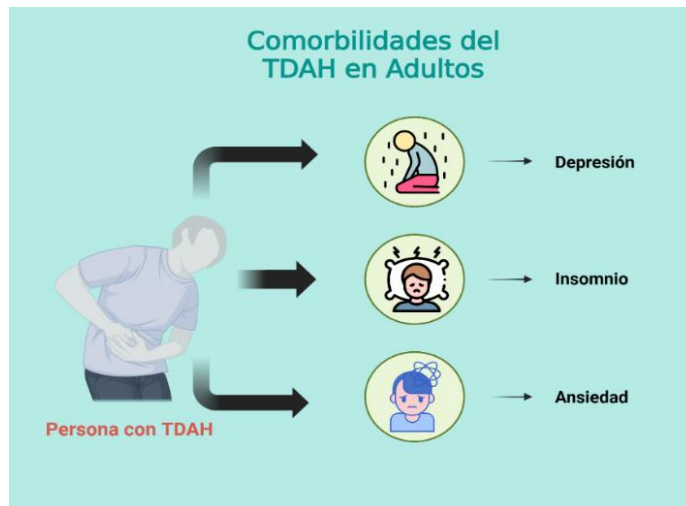 Comorbilidades del
TDAH en Adultos
Depresión
Insomnio
Ansiedad
Persona con TDAH